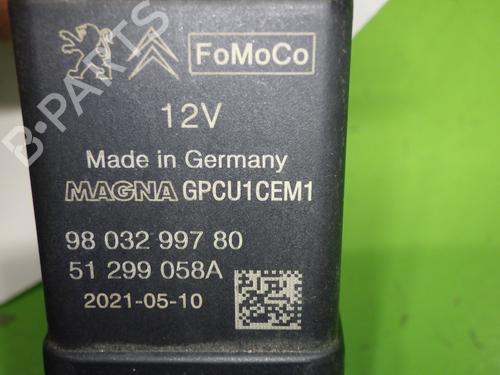 FoMoCo
12V
Made in Germany
MAGNA GPCU1CEM1
98 032 997 80
51 299 058A
2021-05-10
B-PARTS